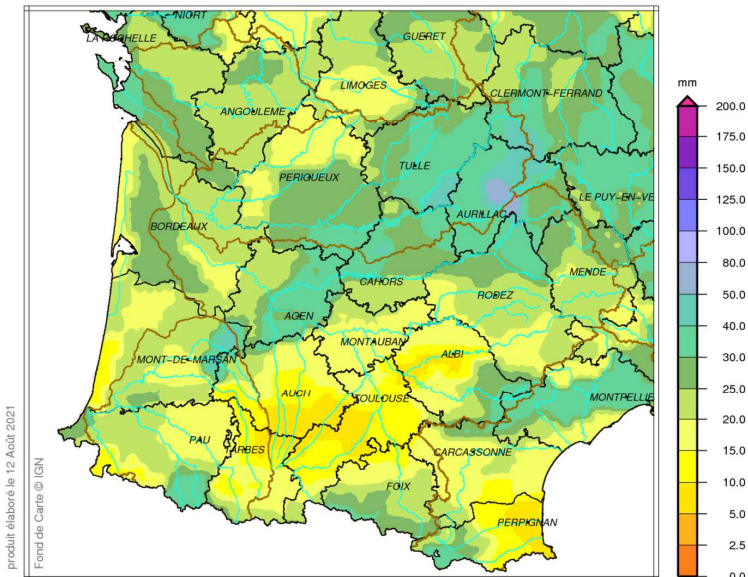 NIORT
LA ROCHELLE
GUERET
LIMOGES
CLERMONT-FERRAND
ANGOULEME
TULLE
PERIGUEUX
AURILLAC
LE PUY-EN-VE
BORDEAUX
CAHORS
MENDE
RODEZ
AGEN
MONTAUBAN
MONT-DE-MARSAN
ALBI
AUCH
TOULOUSE
MONTPELLIE
PAU
TARBES
CARCASSONNE
FOIX
PERPIGNAN
mm
200.0
175.0
150.0
125.0
100.0
80.0
60.0
50.0
40.0
30.0
25.0
20.0
15.0
10.0
5.0
2.5
0.0
produit élaboré le 12 Août 2021
Fond de Carte © IGN